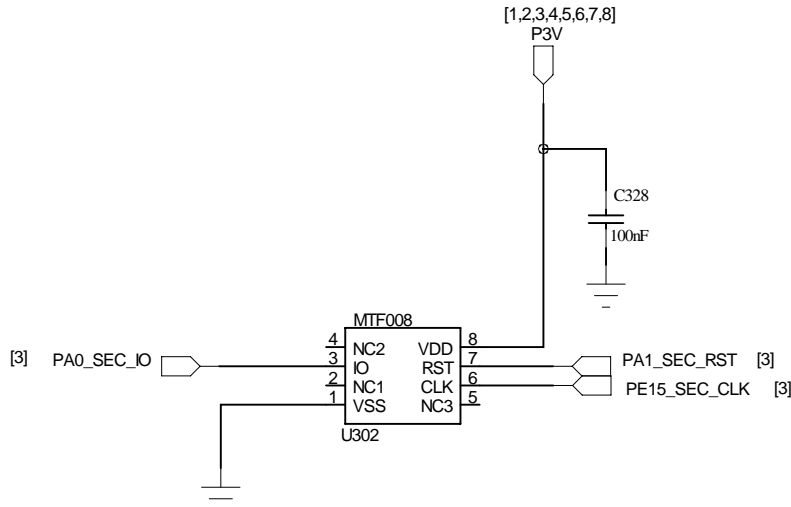 [1,2,3,4,5,6,7,8]
P3V
C328
100nF
MTF008
4 NC2 VDD 8
[3] PA0_SEC_IO 3 IO RST 7 PA1_SEC_RST [3]
2 NC1 CLK 6 PE15_SEC_CLK [3]
1 VSS NC3 5
U302